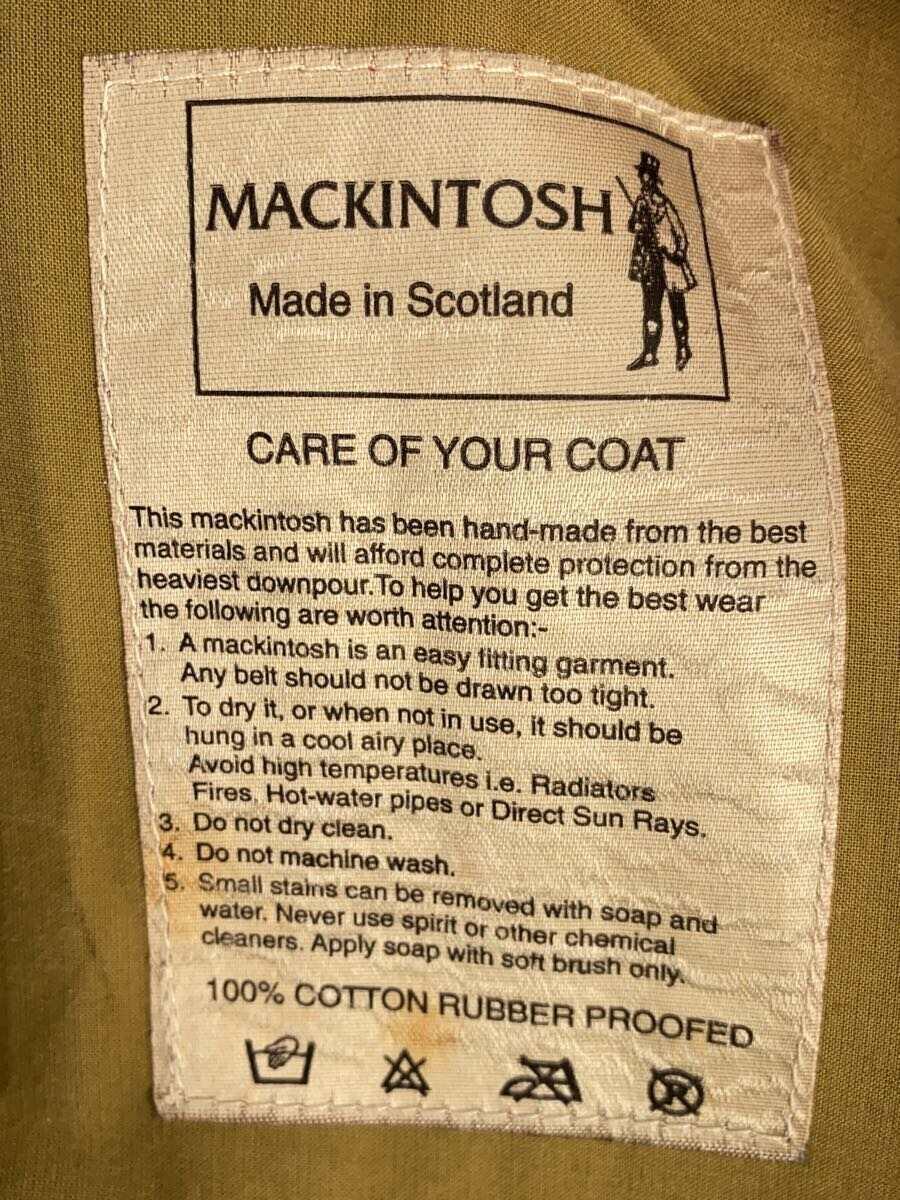 MACKINTOSH
Made in Scotland
CARE OF YOUR COAT
This mackintosh has been hand-made from the best
materials and will afford complete protection from the
heaviest downpour. To help you get the best wear
the following are worth attention:-
1. A mackintosh is an easy fitting garment.
Any belt should not be drawn too tight.
2. To dry it, or when not in use, it should be
hung in a cool airy place.
Avoid high temperatures i.e. Radiators
Fires, Hot-water pipes or Direct Sun Rays.
3. Do not dry clean.
4. Do not machine wash.
5. Small stains can be removed with soap and
water. Never use spirit or other chemical
cleaners. Apply soap with soft brush only.
100% COTTON RUBBER PROOFED
R